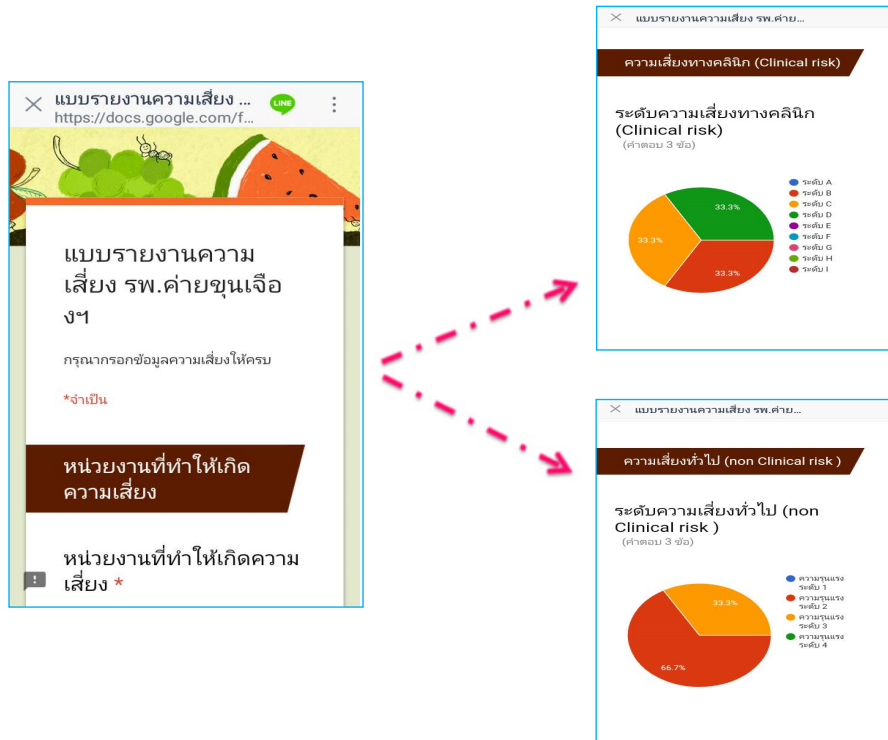 แบบรายงานความเสี่ยง ...
LINE
https://docs.google.com/f...
แบบรายงานความ
เสี่ยง รพ.ค่ายขุนเจือ
งฯ
กรุณากรอกข้อมูลความเสี่ยงให้ครบ
*จำเป็น
หน่วยงานที่ทำให้เกิด
ความเสี่ยง
หน่วยงานที่ทำให้เกิดความ
เสี่ยง *
แบบรายงานความเสี่ยง รพ.ค่าย...
ความเสี่ยงทางคลินิก (Clinical risk)
ระดับความเสี่ยงทางคลินิก
(Clinical risk)
(คำตอบ 3 ข้อ)
33.3%
33.3%
33.3%
ระดับ A
ระดับ B
ระดับ C
ระดับ D
ระดับ E
ระดับ F
ระดับ G
ระดับ H
ระดับ I
แบบรายงานความเสี่ยง รพ.ค่าย...
ความเสี่ยงทั่วไป (non Clinical risk )
ระดับความเสี่ยงทั่วไป (non
Clinical risk )
(คำตอบ 3 ข้อ)
33.3%
66.7%
ความรุนแรง
ระดับ 1
ความรุนแรง
ระดับ 2
ความรุนแรง
ระดับ 3
ความรุนแรง
ระดับ 4